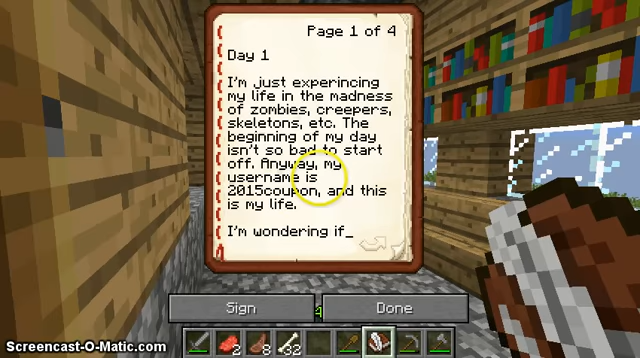 Page 1 of 4
Day 1
I'm just experincing
my life in the madness
of zombies, creepers,
skeletons, etc. The
beginning of my day
isn't so bad to start
off. Anyway, my
username is
2015coupon, and this
is my life.
I'm wondering if_
Sign
Done
2
8
32
Screencast-O-Matic.com